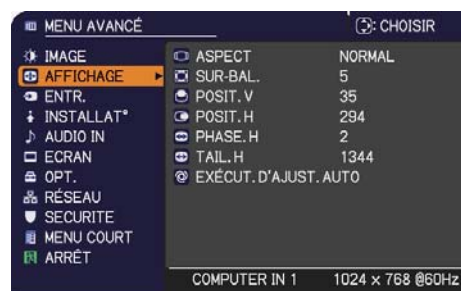 MENU AVANCÉ : CHOISIR
IMAGE
AFFICHAGE
ENTR.
INSTALLAT°
AUDIO IN
ECRAN
OPT.
RÉSEAU
SECURITE
MENU COURT
ARRÊT
ASPECT NORMAL
SUR-BAL. 5
POSIT. V 35
POSIT. H 294
PHASE. H 2
TAIL. H 1344
EXÉCUT. D'AJUST. AUTO
COMPUTER IN 1 1024 x 768 @60Hz